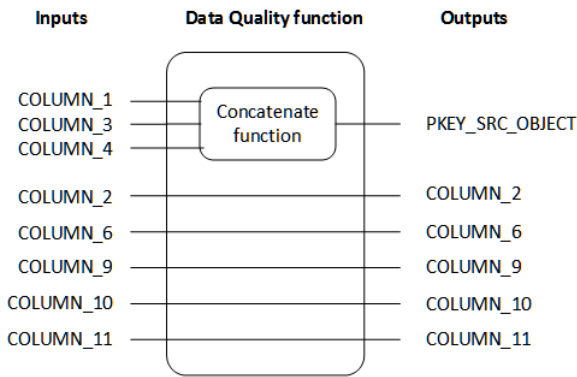 Inputs Data Quality function Outputs
COLUMN_1
COLUMN_3
COLUMN_4
Concatenate
function
PKEY_SRC_OBJECT
COLUMN_2 COLUMN_2
COLUMN_6 COLUMN_6
COLUMN_9 COLUMN_9
COLUMN_10 COLUMN_10
COLUMN_11 COLUMN_11